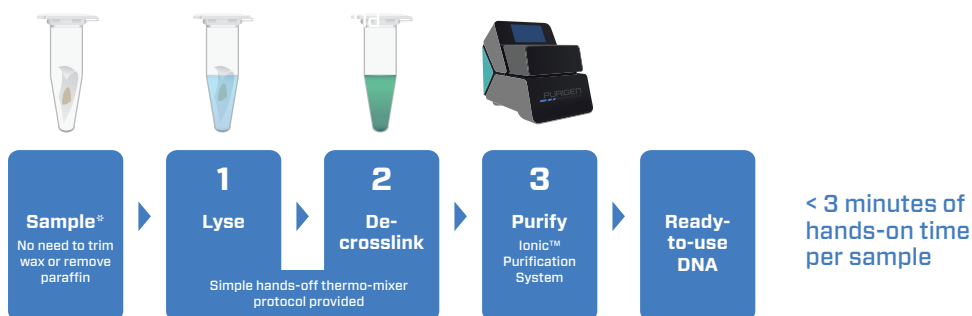 PURIGEN
1
2
3
Sample*
No need to trim
wax or remove
paraffin
Lyse
De-
crosslink
Simple hands-off thermo-mixer
protocol provided
Purify
Ionic™
Purification
System
Ready-
to-use
DNA
< 3 minutes of
hands-on time
per sample